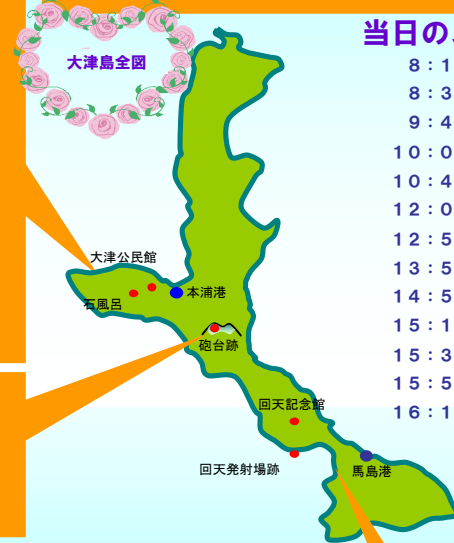 大津島全図
当日の
8:1
8:3
9:4
10:0
10:4
12:0
12:5
13:5
14:5
15:1
15:3
15:5
16:1
大津公民館
石風呂
本浦港
砲台跡
回天記念館
回天発射場跡
馬島港